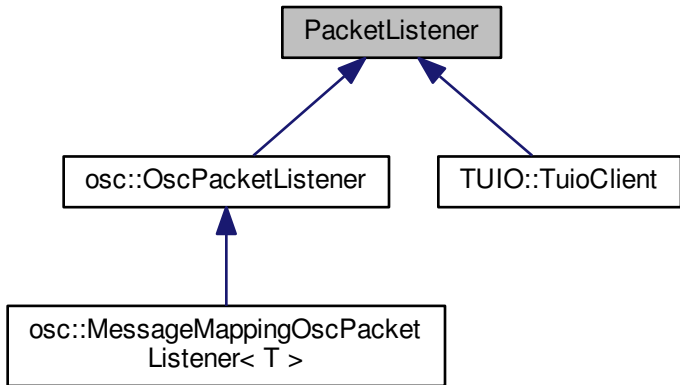 PacketListener
osc::OscPacketListener
TUIO::TuioClient
osc::MessageMappingOscPacket
Listener< T >